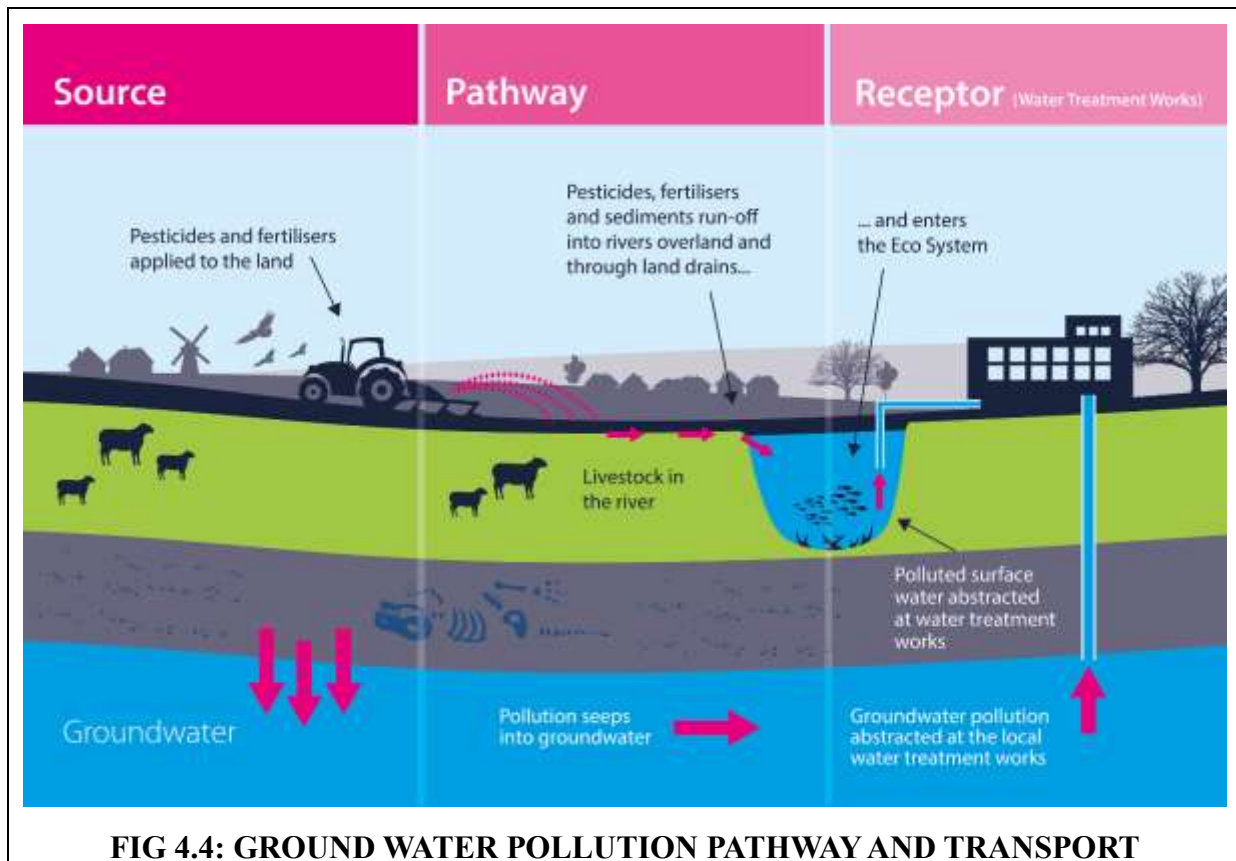 Source
Pathway
Receptor (Water Treatment Works)
Pesticides and fertilisers
applied to the land
Pesticides, fertilisers
and sediments run-off
into rivers overland and
through land drains...
... and enters
the Eco System
Livestock in
the river
Polluted surface
water abstracted
at water treatment
works
Groundwater
Pollution seeps
into groundwater
Groundwater pollution
abstracted at the local
water treatment works
FIG 4.4: GROUND WATER POLLUTION PATHWAY AND TRANSPORT